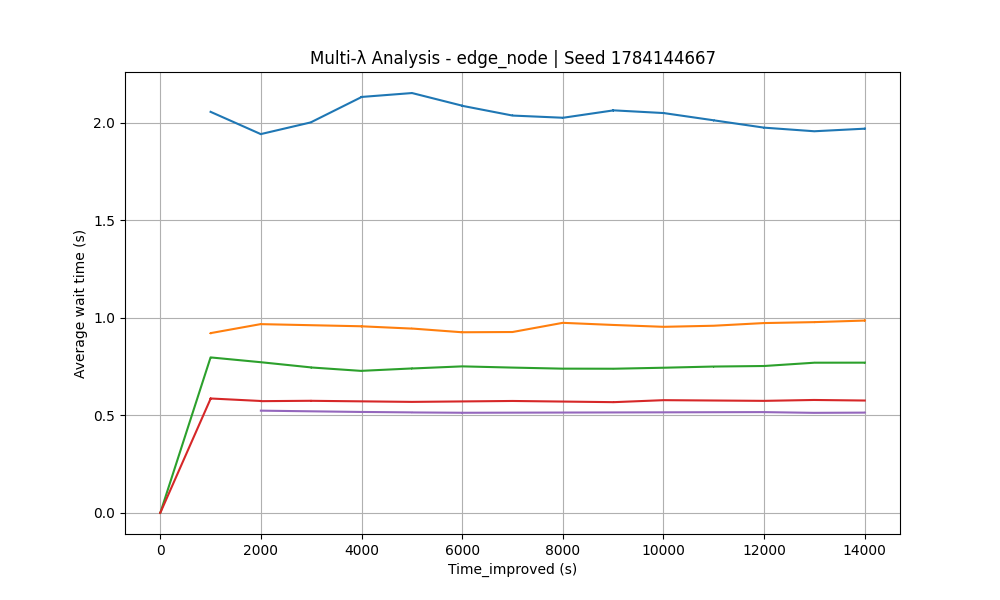 Multi-λ Analysis - edge_node | Seed 1784144667
Average wait time (s)
2.0
1.5
1.0
0.5
0.0
0 2000 4000 6000 8000 10000 12000 14000
Time_improved (s)